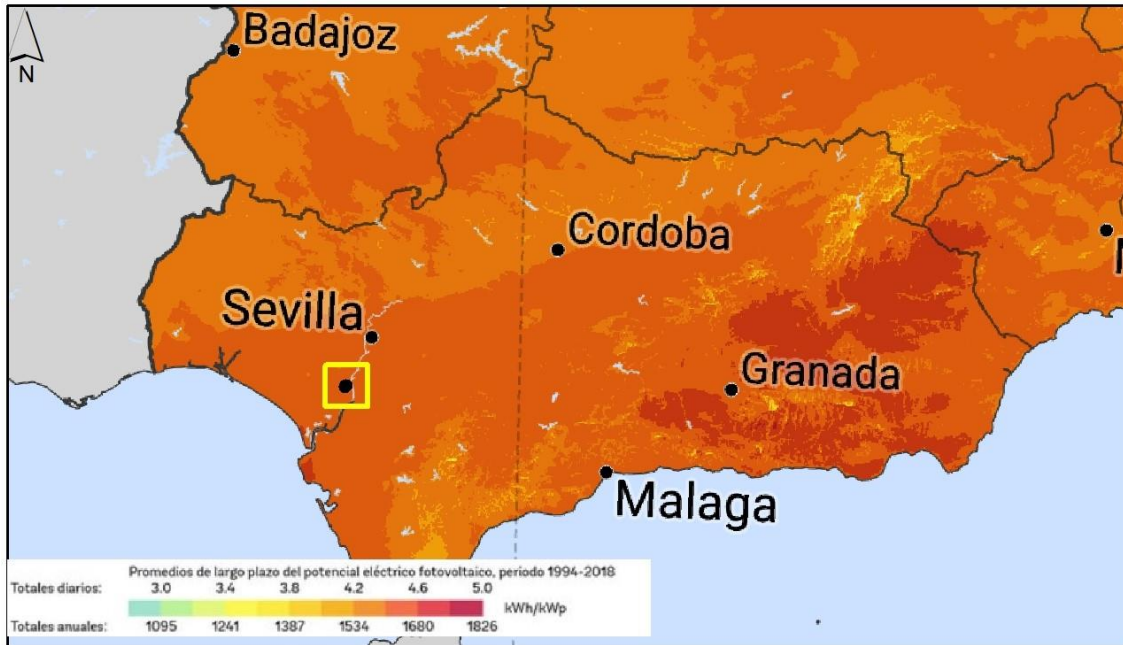 Badajoz
N
Cordoba
Sevilla
Granada
Malaga
Promedios de largo plazo del potencial eléctrico fotovoltaico, periodo 1994-2018
Totales diarios: 3.0 3.4 3.8 4.2 4.6 5.0
kWh/kWp
Totales anuales: 1095 1241 1387 1534 1680 1826